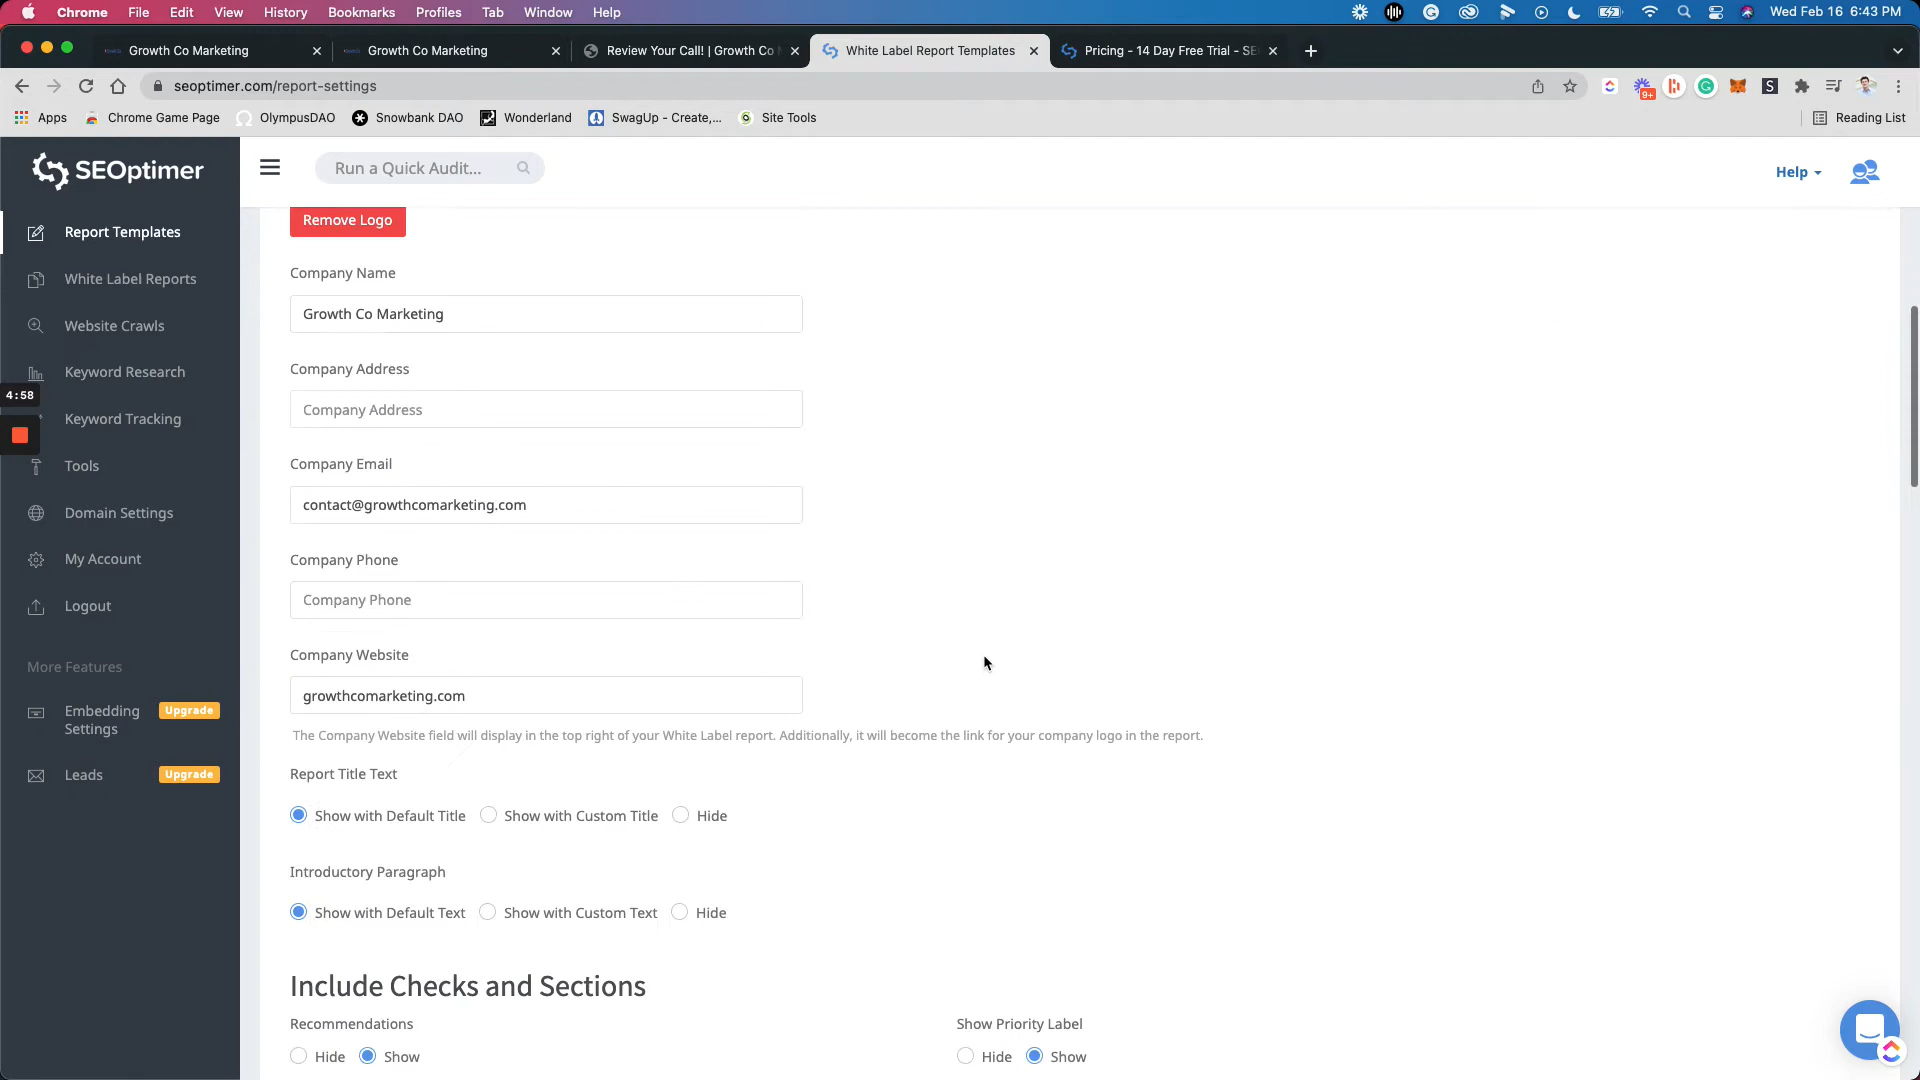 Chrome File Edit View History Bookmarks Profiles Tab Window Help Wed Feb 16 6:43 PM
Growth Co Marketing Growth Co Marketing Review Your Call! | Growth Co White Label Report Templates Pricing - 14 Day Free Trial - SE
seoptimer.com/report-settings
9+
Apps Chrome Game Page OlympusDAO Snowbank DAO Wonderland SwagUp - Create,... Site Tools Reading List
SEOptimer
Run a Quick Audit...
Help
Report Templates
White Label Reports
Website Crawls
Keyword Research
4:58
Keyword Tracking
Tools
Domain Settings
My Account
Logout
More Features
Embedding
Settings
Upgrade
Leads
Upgrade
Remove Logo
Company Name
Growth Co Marketing
Company Address
Company Address
Company Email
contact@growthcomarketing.com
Company Phone
Company Phone
Company Website
growthcomarketing.com
The Company Website field will display in the top right of your White Label report. Additionally, it will become the link for your company logo in the report.
Report Title Text
Show with Default Title Show with Custom Title Hide
Introductory Paragraph
Show with Default Text Show with Custom Text Hide
Include Checks and Sections
Recommendations
Hide Show
Show Priority Label
Hide Show